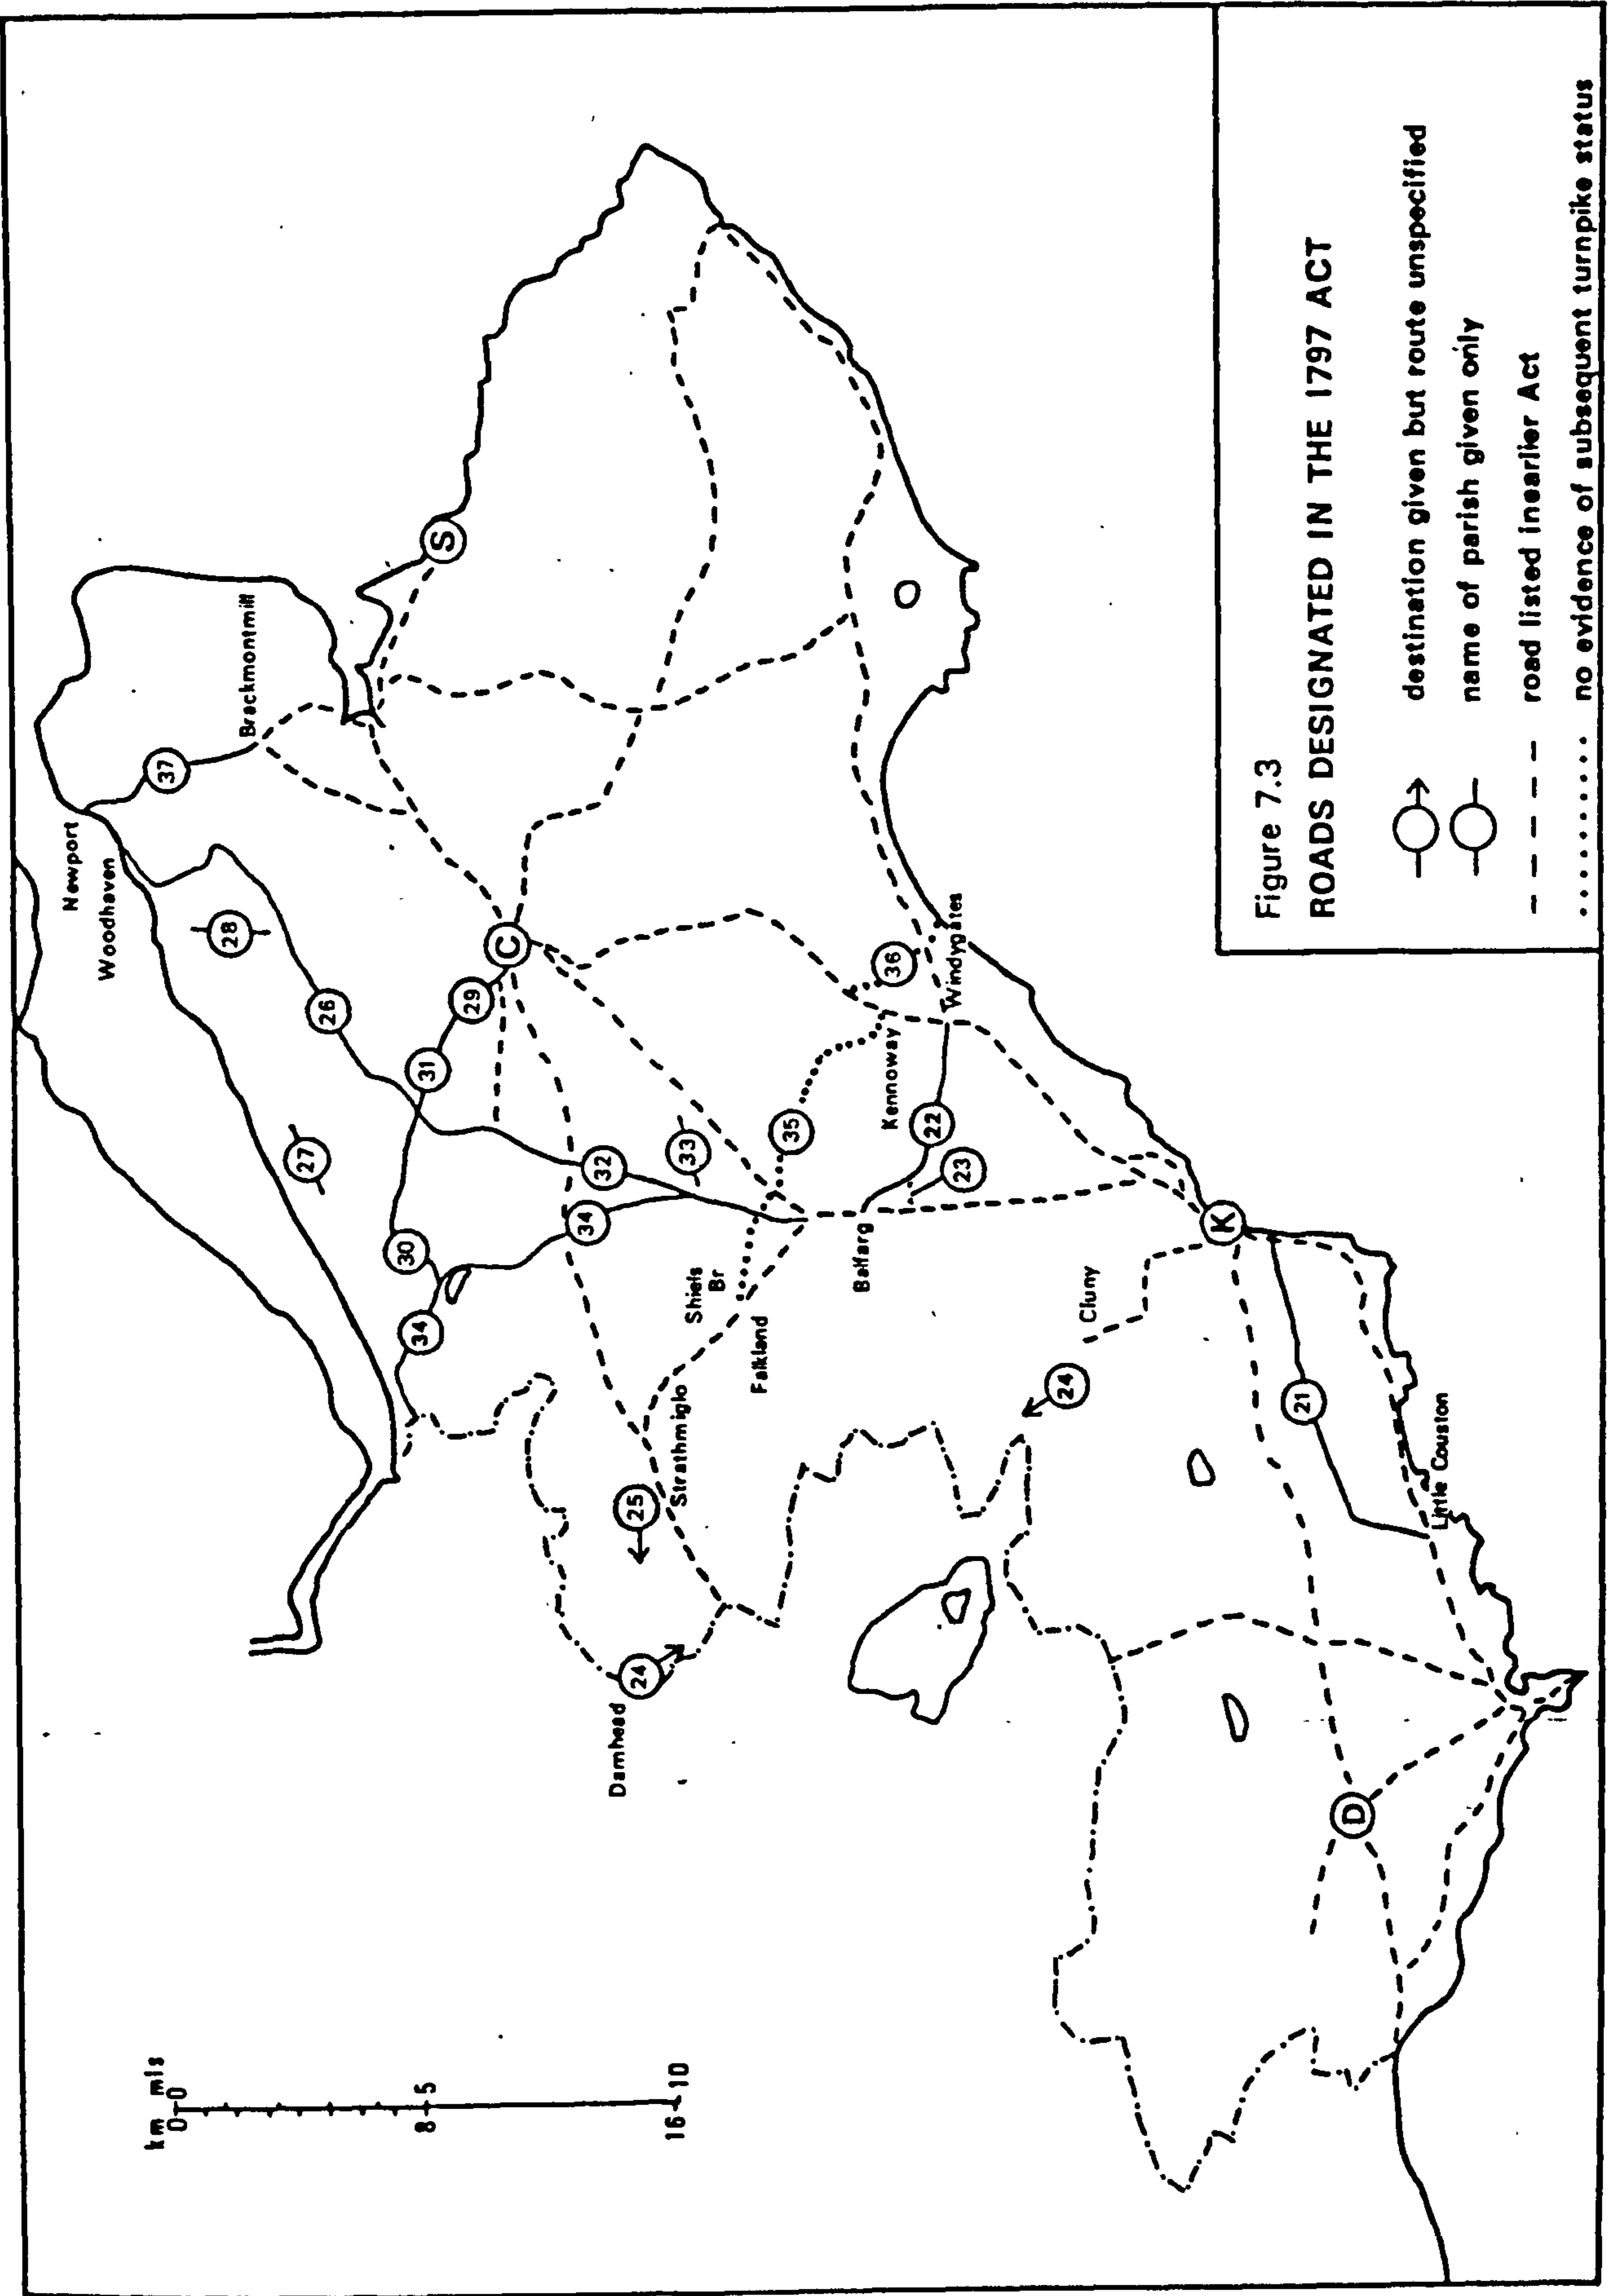 Figure 7.3
ROADS DESIGNATED IN THE 1797 ACT
destination given but route unspecified
name of parish given only
road listed inearlier Act
no evidence of subsequent turnpike status
km mls
0 0
8 5
16 10
Newport
Woodhaven
Brackmontmill
37
28
26
27
S
C
29
31
30
34
32
33
34
35
36
Windygates
Kennoway
22
23
Balfarg
Shiels
Br
Falkland
Strathmiglo
25
24
Damhead
24
Cluny
K
21
Little Couston
D